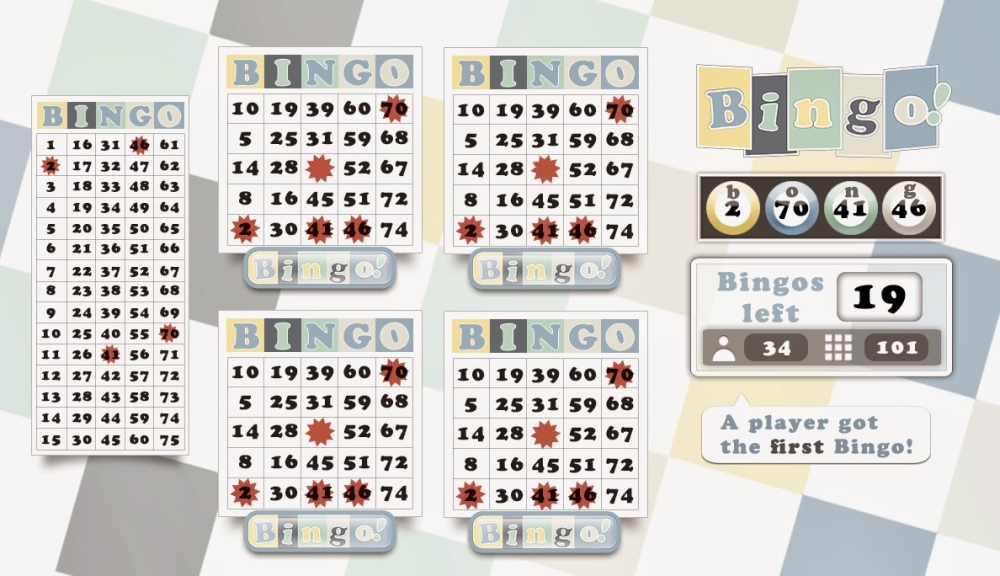 BINGO
1 16 31 46 61
2 17 32 47 62
3 18 33 48 63
4 19 34 49 64
5 20 35 50 65
6 21 36 51 66
7 22 37 52 67
8 23 38 53 68
9 24 39 54 69
10 25 40 55 70
11 26 41 56 71
12 27 42 57 72
13 28 43 58 73
14 29 44 59 74
15 30 45 60 75
BINGO
10 19 39 60 70
5 25 31 59 68
14 28 52 67
8 16 45 51 72
2 30 41 46 74
Bingo!
BINGO
10 19 39 60 70
5 25 31 59 68
14 28 52 67
8 16 45 51 72
2 30 41 46 74
Bingo!
BINGO
10 19 39 60 70
5 25 31 59 68
14 28 52 67
8 16 45 51 72
2 30 41 46 74
Bingo!
BINGO
10 19 39 60 70
5 25 31 59 68
14 28 52 67
8 16 45 51 72
2 30 41 46 74
Bingo!
Bingo!
b o n g
2 70 41 46
Bingos
left
19
34 101
A player got
the first Bingo!